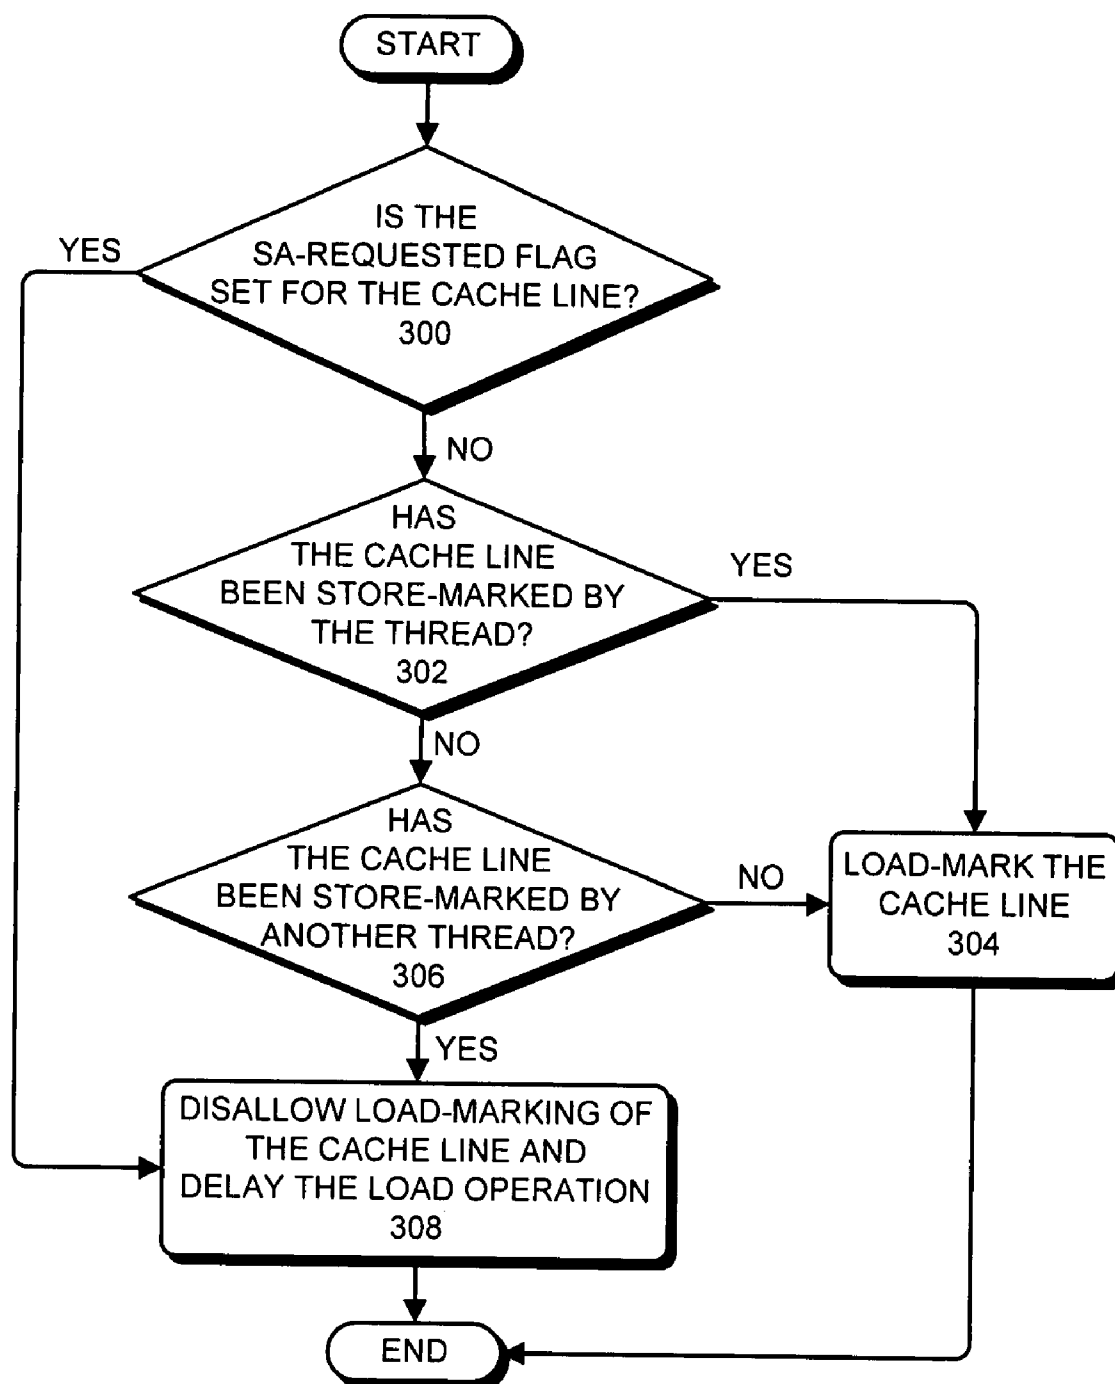 START
IS THE
SA-REQUESTED FLAG
SET FOR THE CACHE LINE?
300
YES
NO
HAS
THE CACHE LINE
BEEN STORE-MARKED BY
THE THREAD?
302
YES
NO
HAS
THE CACHE LINE
BEEN STORE-MARKED BY
ANOTHER THREAD?
306
NO
LOAD-MARK THE
CACHE LINE
304
YES
DISALLOW LOAD-MARKING OF
THE CACHE LINE AND
DELAY THE LOAD OPERATION
308
END